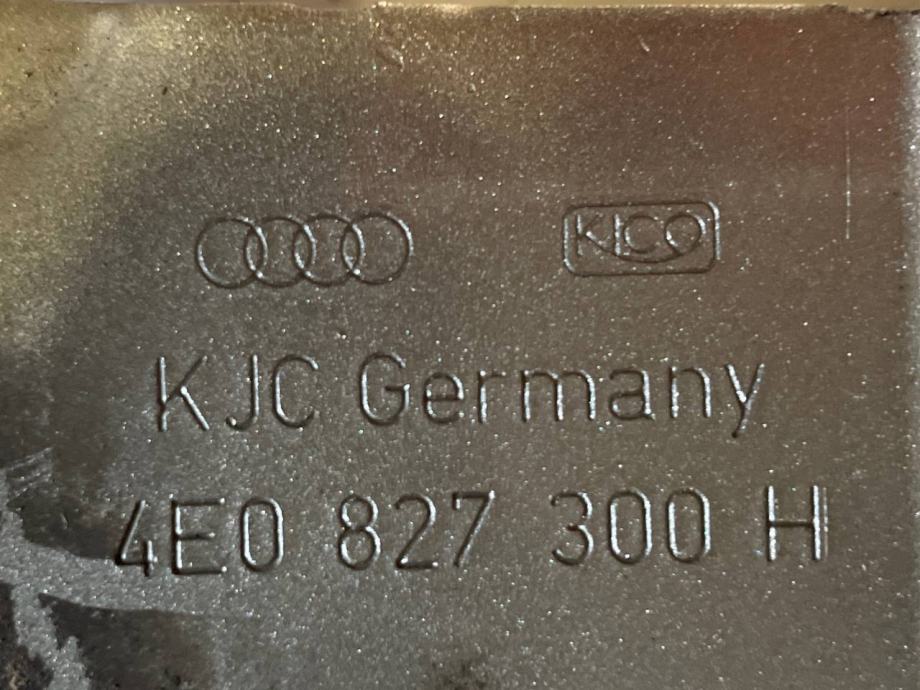 KICO
KJC Germany
4E0 827 300 H